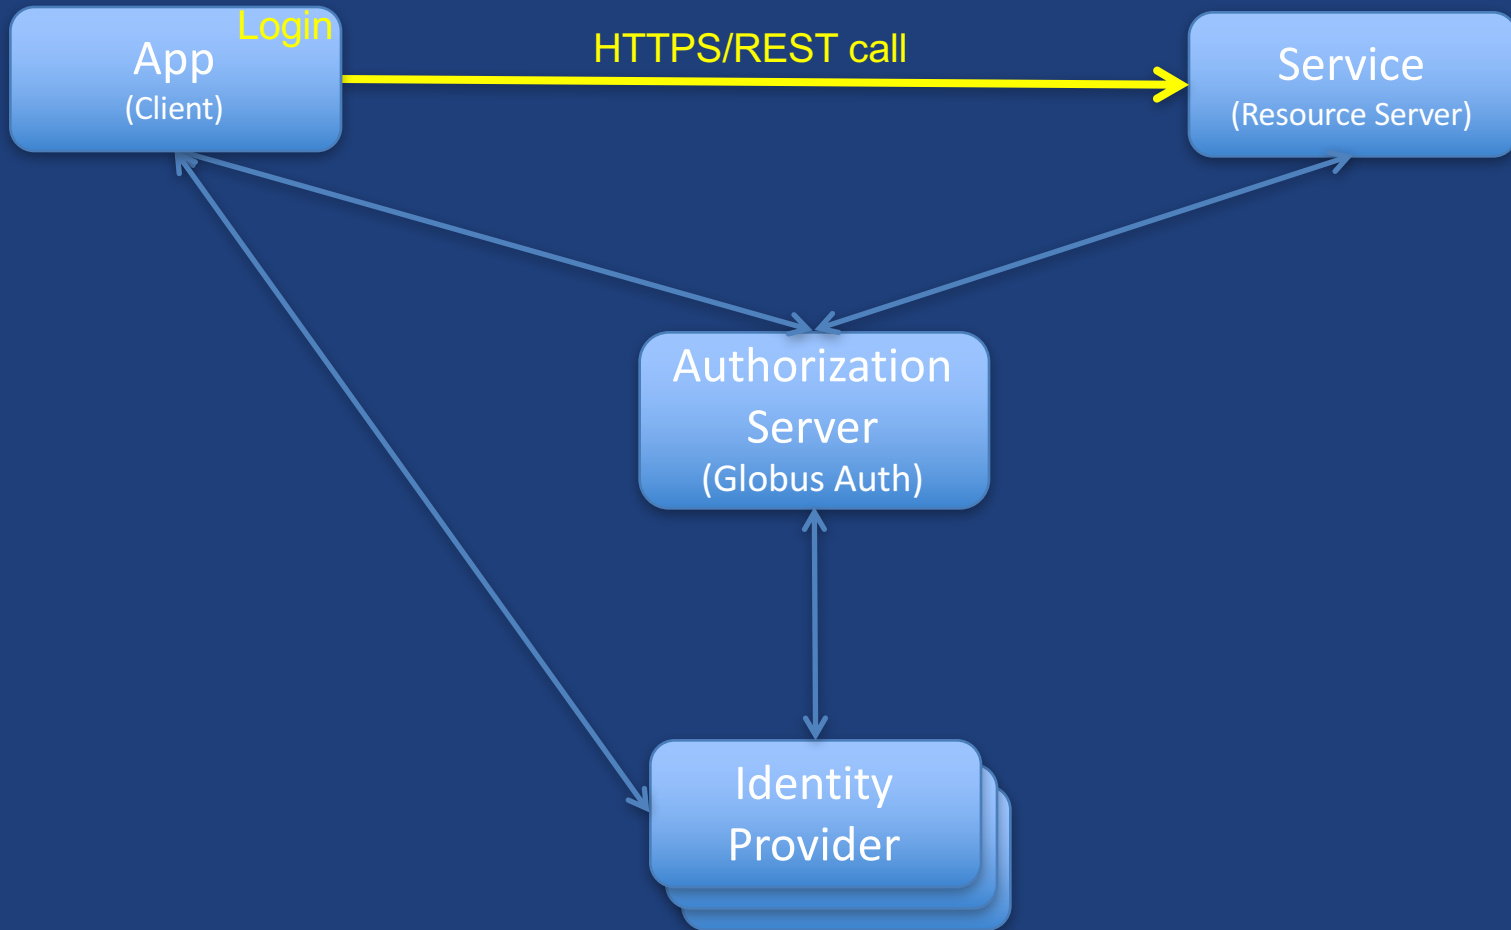 Login
App
(Client)
HTTPS/REST call
Service
(Resource Server)
Authorization
Server
(Globus Auth)
Identity
Provider